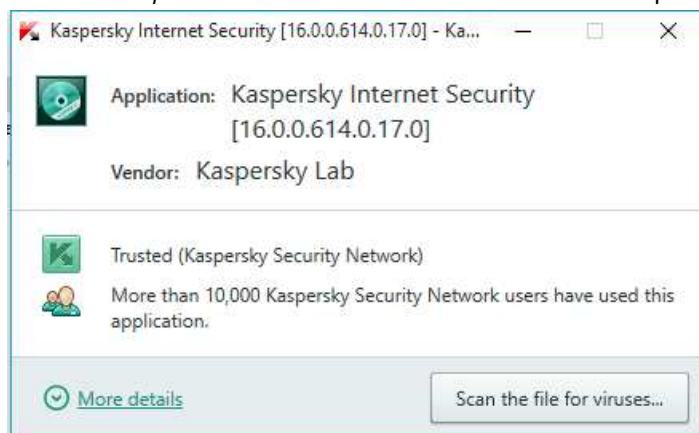 Kaspersky Internet Security [16.0.0.614.0.17.0] - Ka...
Application: Kaspersky Internet Security
[16.0.0.614.0.17.0]
Vendor: Kaspersky Lab
Trusted (Kaspersky Security Network)
More than 10,000 Kaspersky Security Network users have used this
application.
More details
Scan the file for viruses...